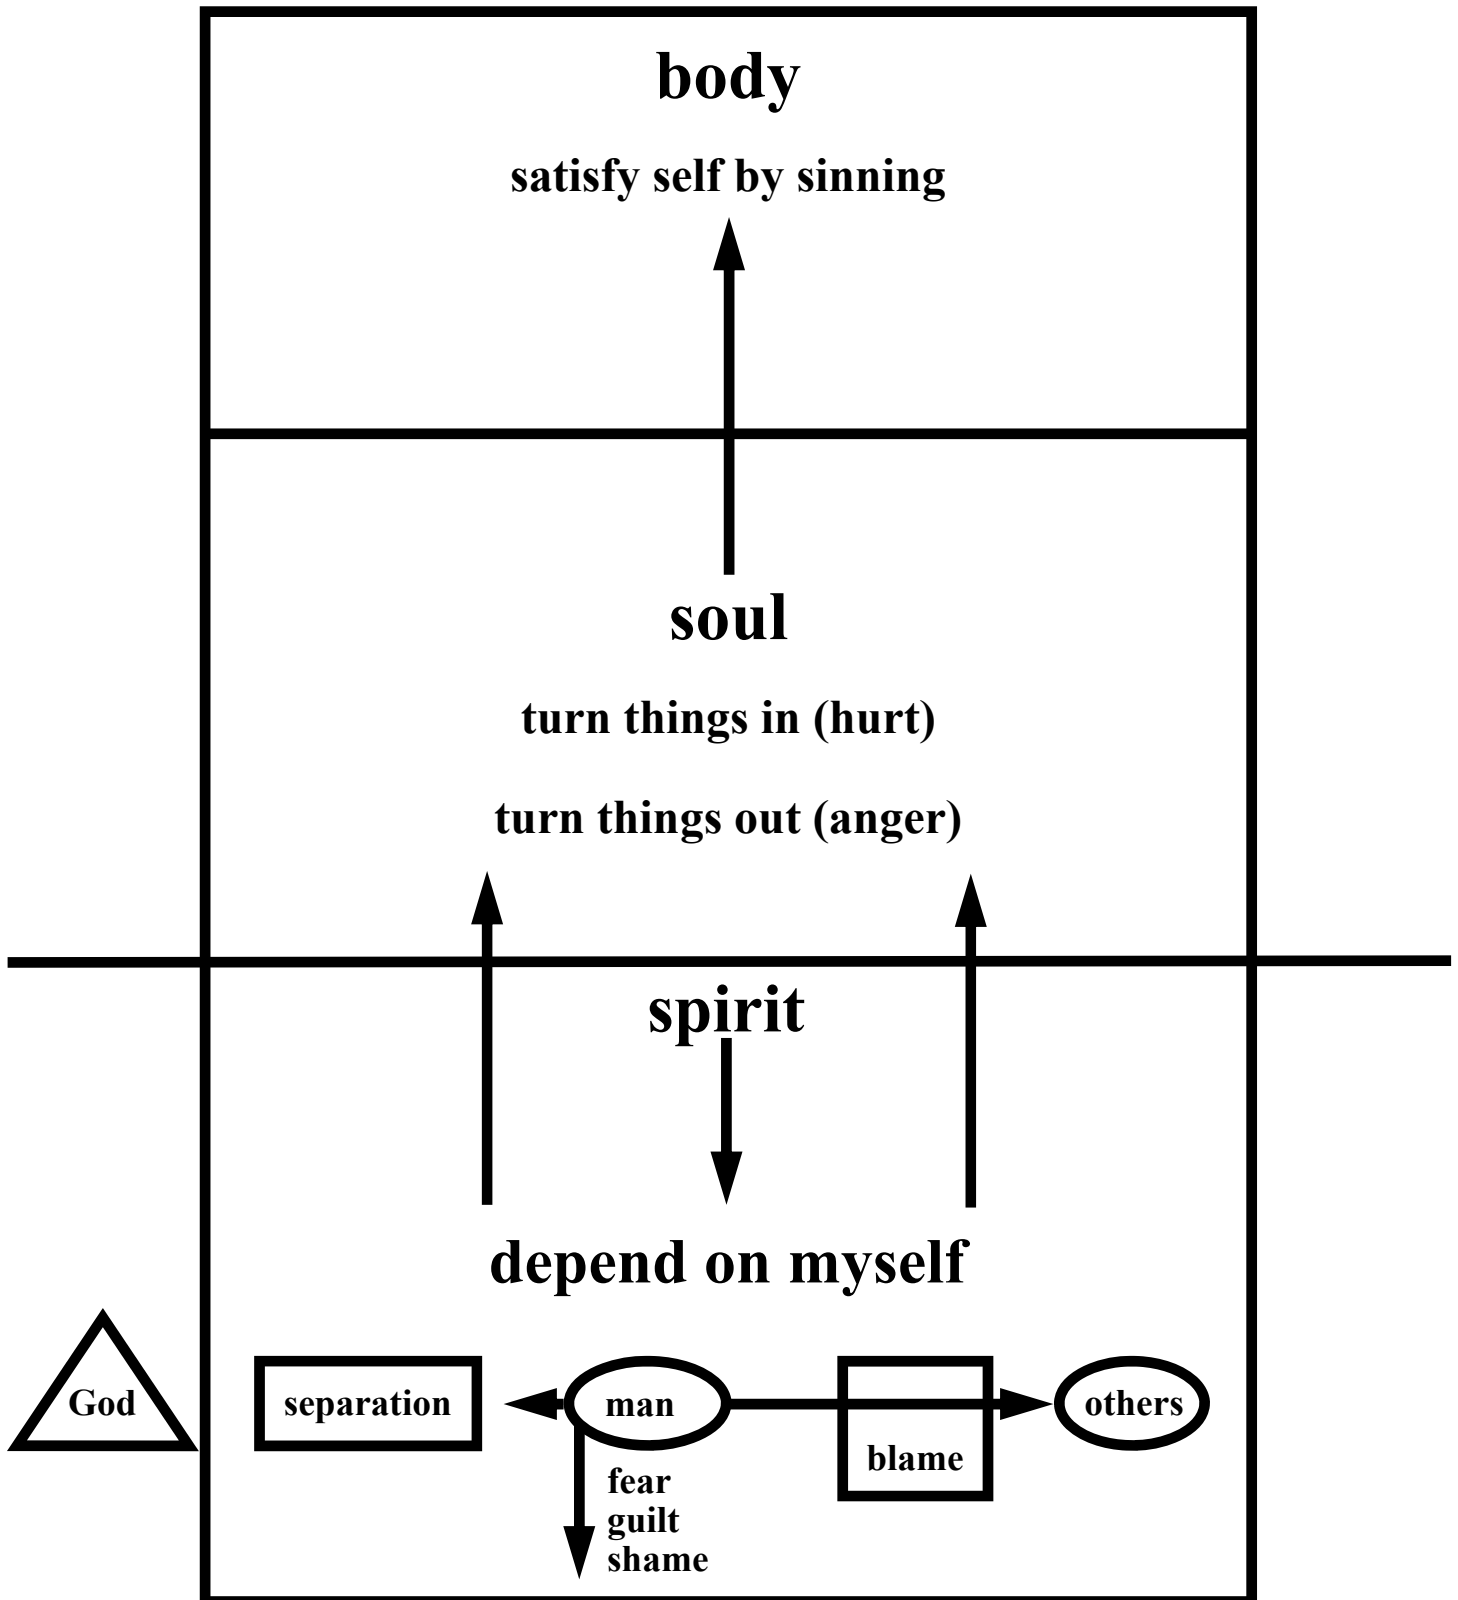 body
satisfy self by sinning
soul
turn things in (hurt)
turn things out (anger)
spirit
depend on myself
God
separation
man
others
blame
fear
guilt
shame